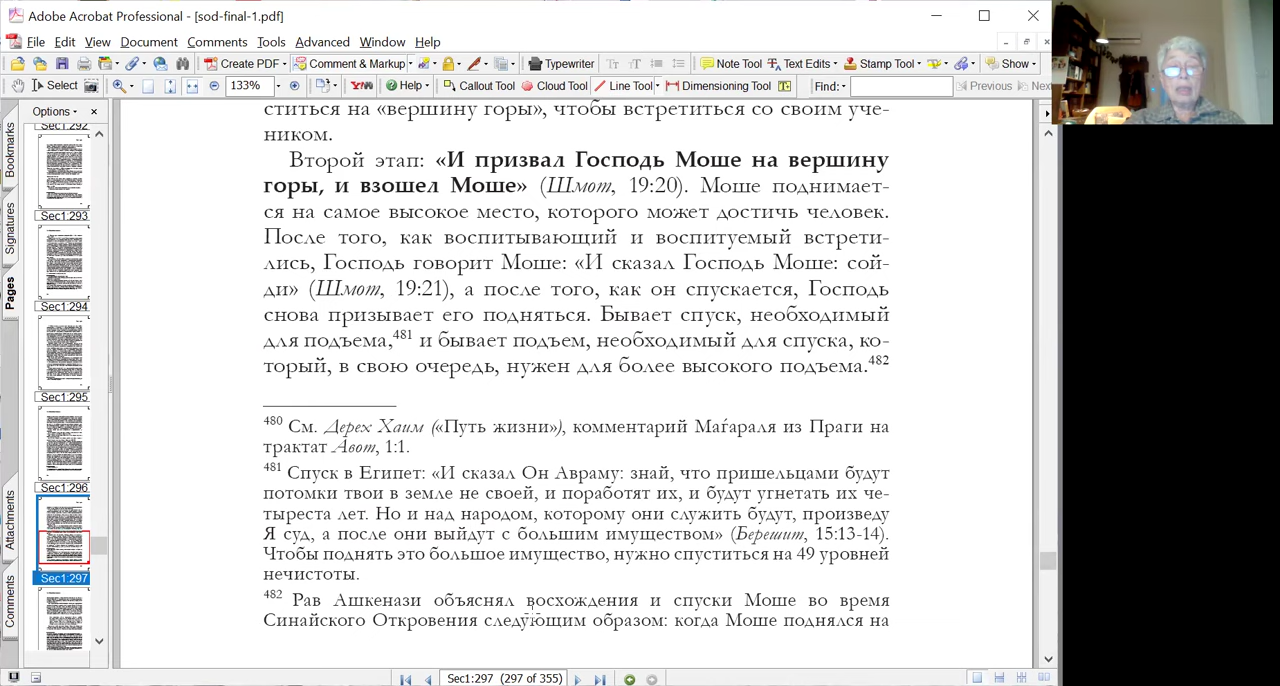 Adobe Acrobat Professional - [sod-final-1.pdf]
File Edit View Document Comments Tools Advanced Window Help
Create PDF Comment & Markup Typewriter Note Tool Text Edits Stamp Tool Show
Select 133% Help Callout Tool Cloud Tool Line Tool Dimensioning Tool Find: Previous Next
Options
Bookmarks
Signatures
Pages
Attachments
Comments
Sec1:292
Sec1:293
Sec1:294
Sec1:295
Sec1:296
Sec1:297
ститься на «вершину горы», чтобы встретиться со своим уче-
ником.
Второй этап: «И призвал Господь Моше на вершину
горы, и взошел Моше» (Шмот, 19:20). Моше поднимает-
ся на самое высокое место, которого может достичь человек.
После того, как воспитывающий и воспитуемый встрети-
лись, Господь говорит Моше: «И сказал Господь Моше: сой-
ди» (Шмот, 19:21), а после того, как он спускается, Господь
снова призывает его подняться. Бывает спуск, необходимый
для подъема,481 и бывает подъем, необходимый для спуска, ко-
торый, в свою очередь, нужен для более высокого подъема.482
480 См. Дерех Хаим («Путь жизни»), комментарий Маѓараля из Праги на
трактат Авот, 1:1.
481 Спуск в Египет: «И сказал Он Авраму: знай, что пришельцами будут
потомки твои в земле не своей, и поработят их, и будут угнетать их че-
тыреста лет. Но и над народом, которому они служить будут, произведу
Я суд, а после они выйдут с большим имуществом» (Берешит, 15:13-14).
Чтобы поднять это большое имущество, нужно спуститься на 49 уровней
нечистоты.
482 Рав Ашкенази объяснял восхождения и спуски Моше во время
Синайского Откровения следующим образом: когда Моше поднялся на
Sec1:297 (297 of 355)